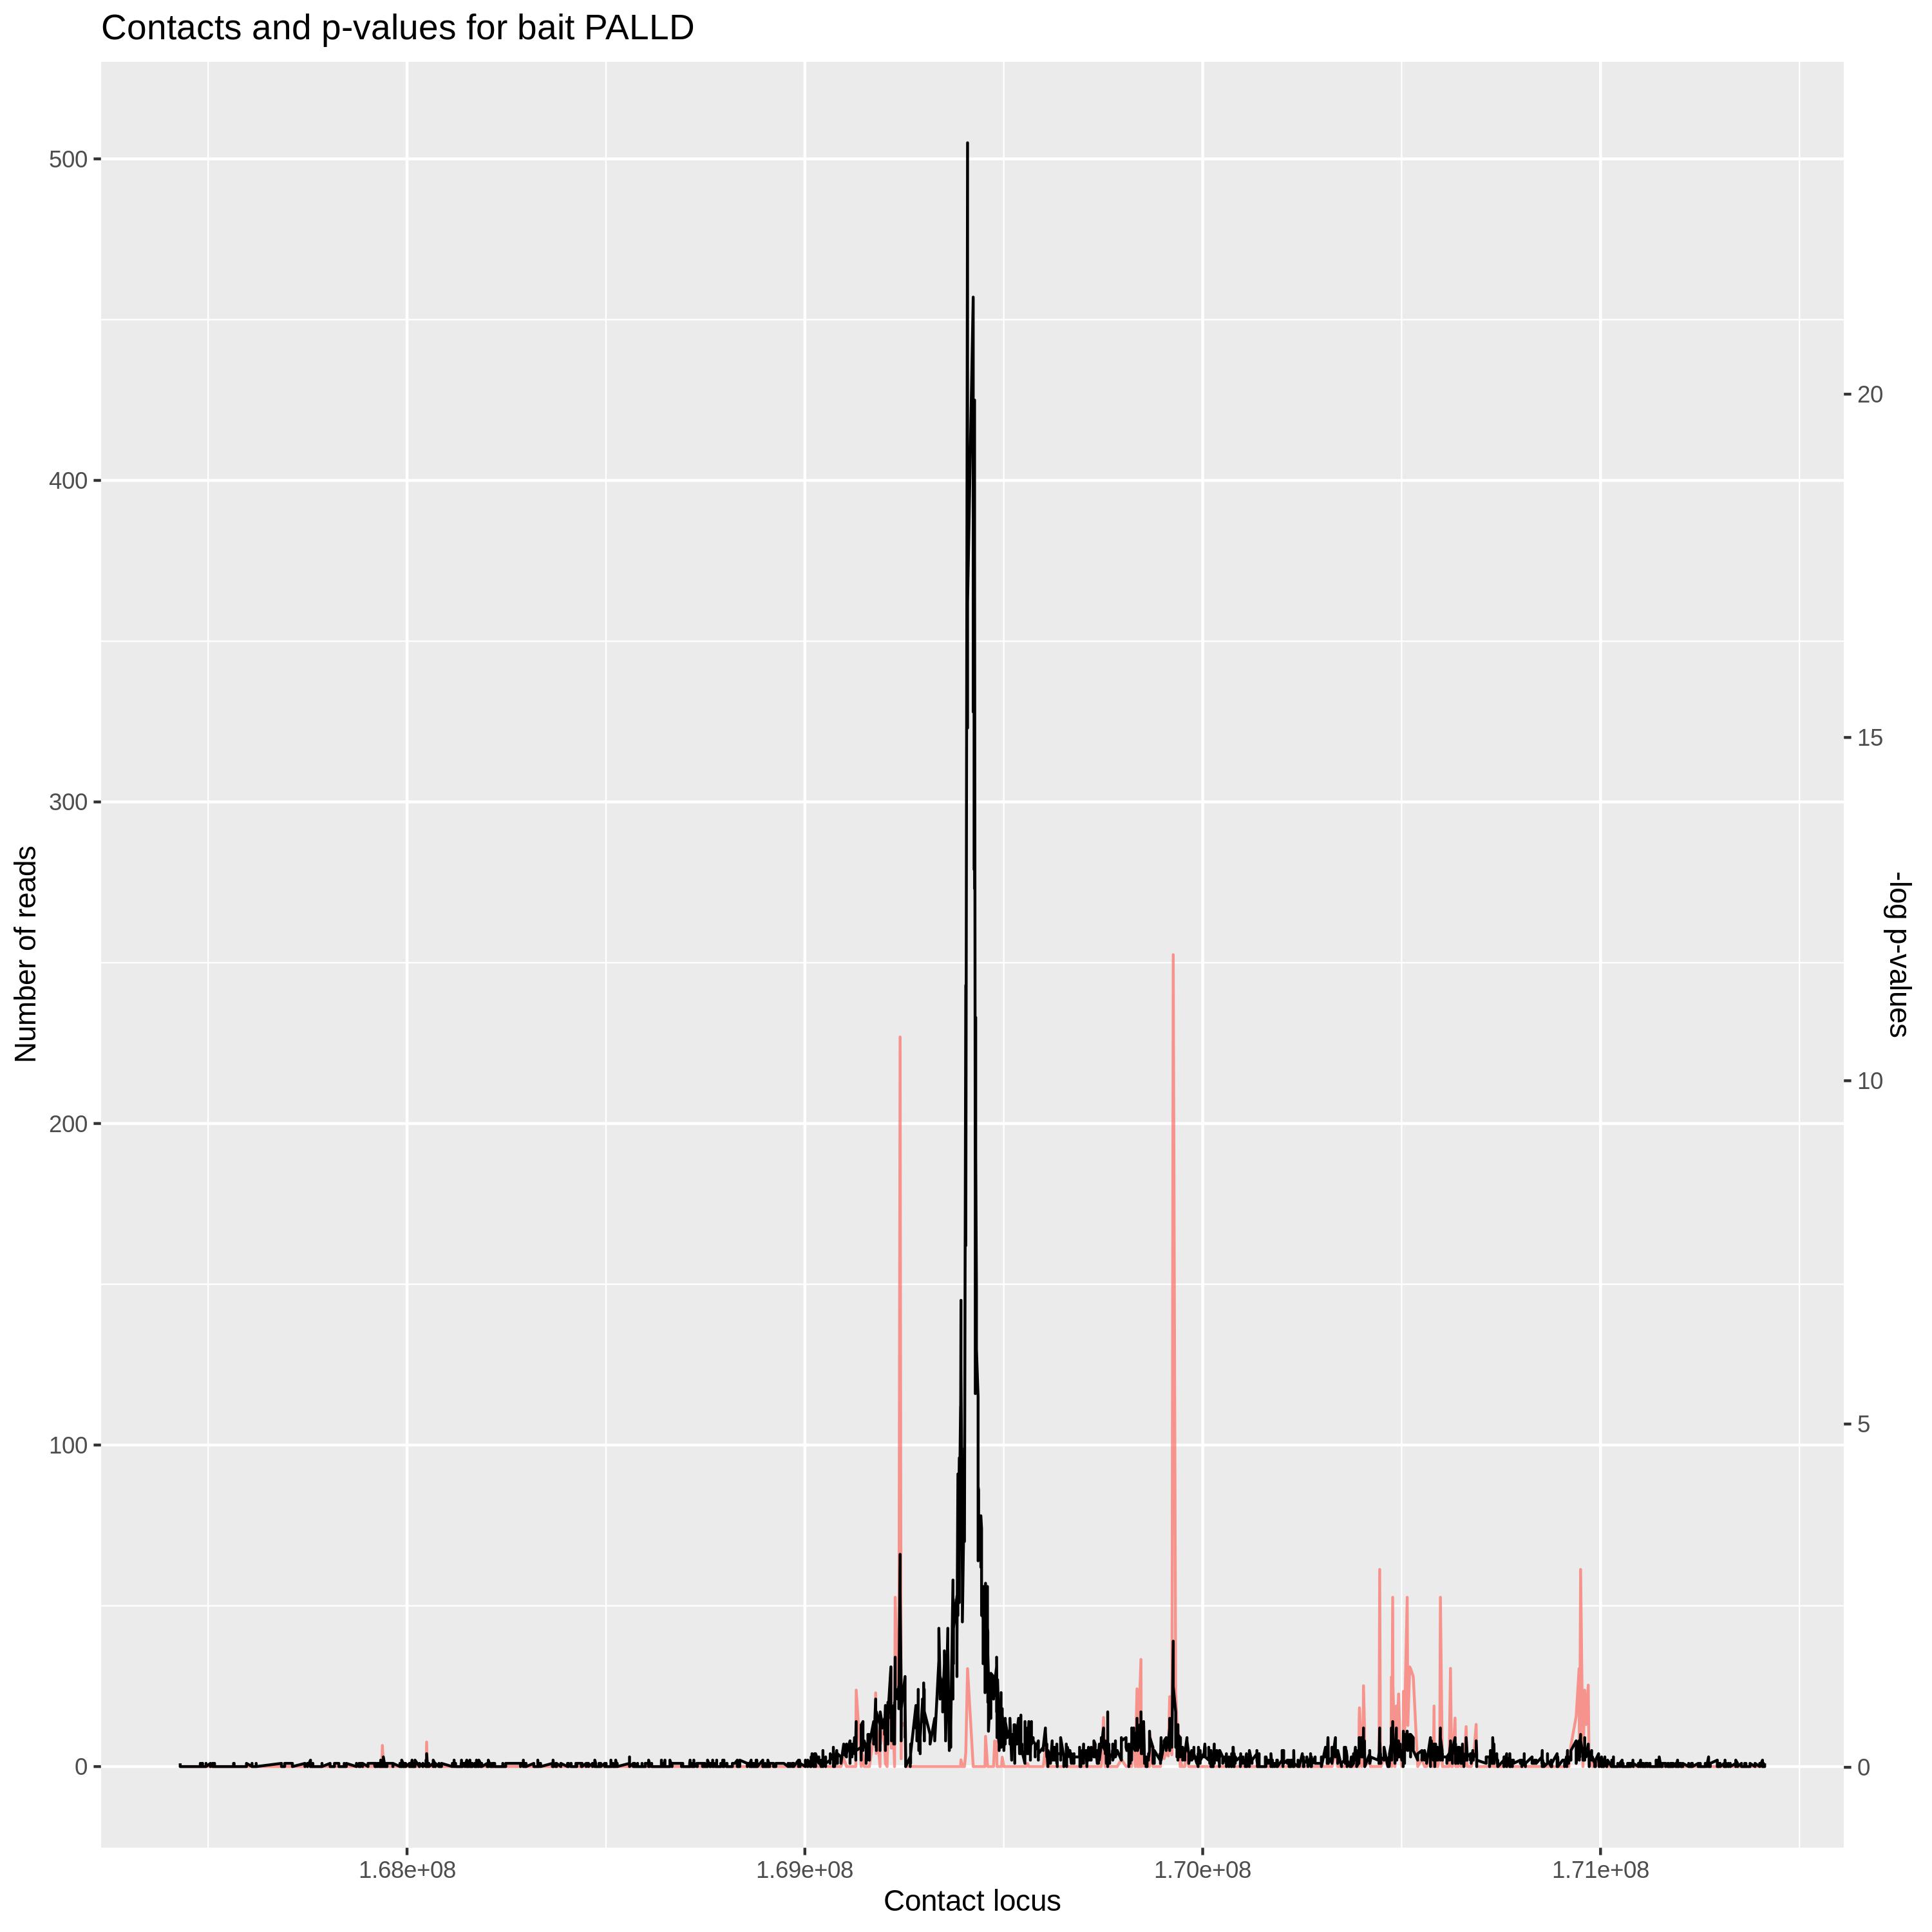 Contacts and p-values for bait PALLD
500
400
300
200
100
0
Number of reads
20
15
10
5
0
-log p-values
1.68e+08
1.69e+08
1.70e+08
1.71e+08
Contact locus